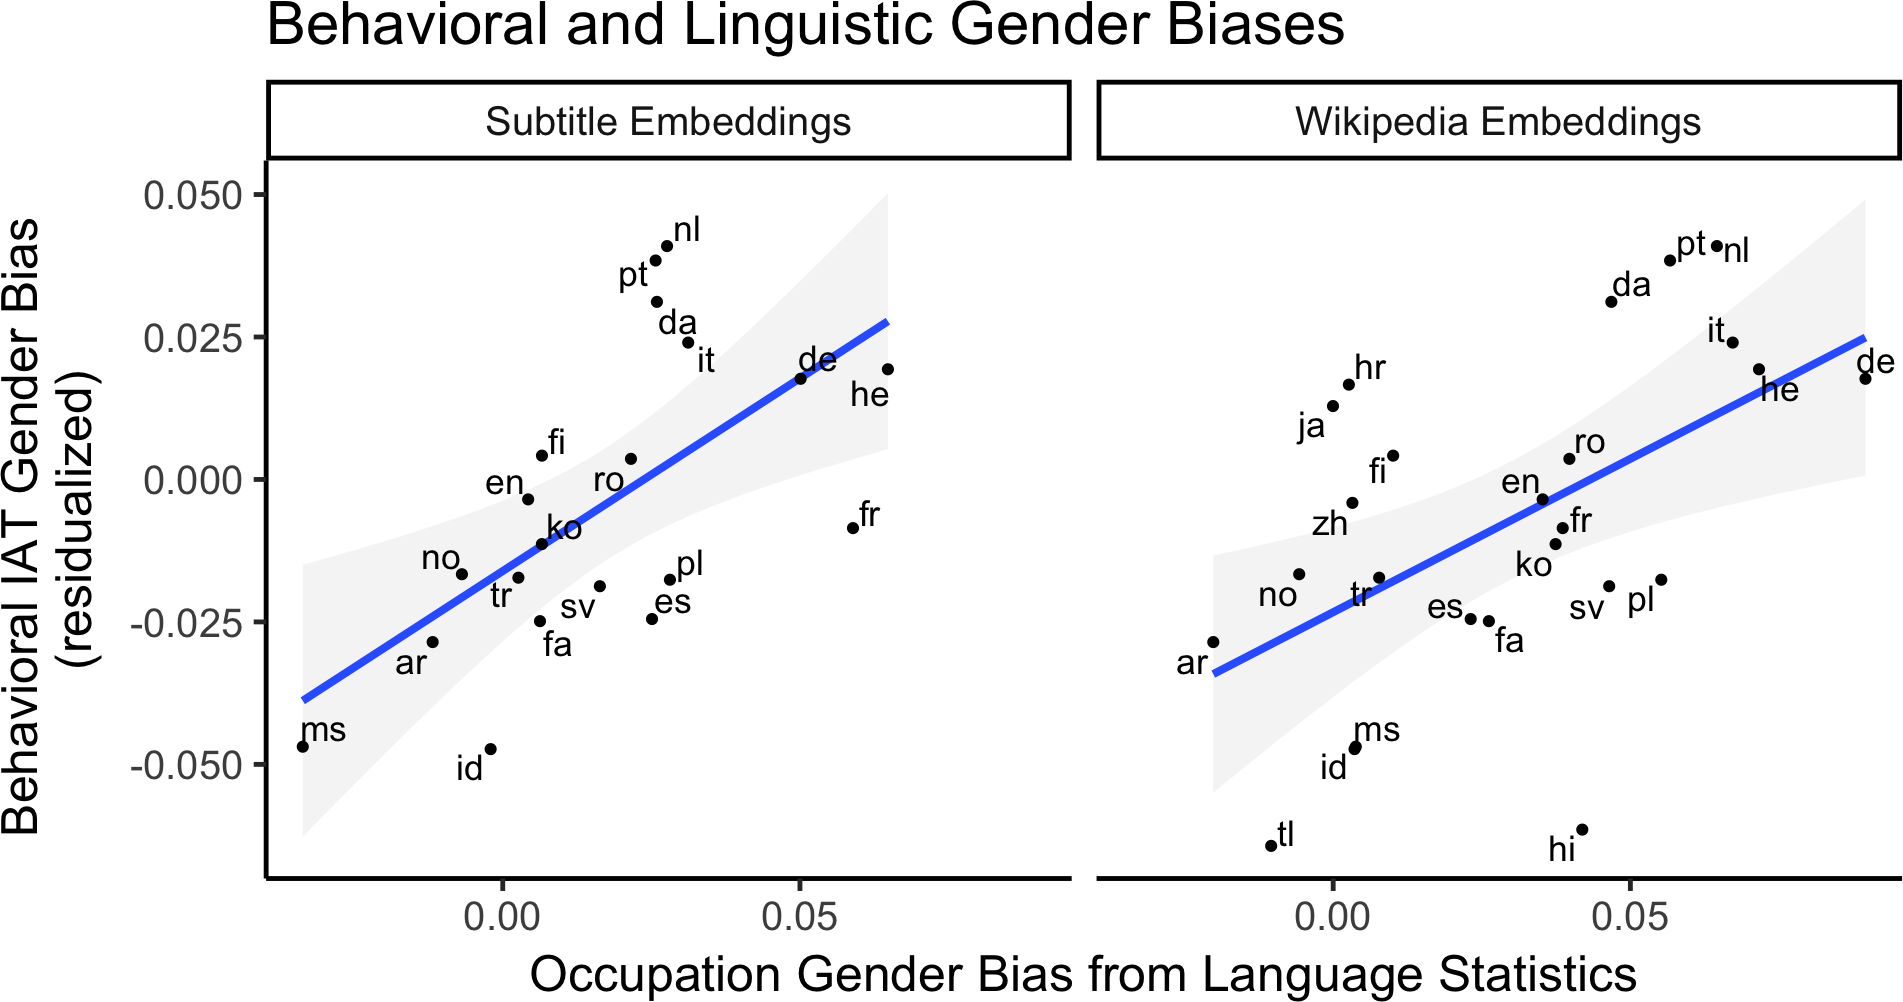 Behavioral and Linguistic Gender Biases
Subtitle Embeddings
Wikipedia Embeddings
Behavioral IAT Gender Bias
(residualized)
0.050
0.025
0.000
-0.025
-0.050
nl
pt
da
it
de
he
fi
en
ro
ko
fr
no
tr
sv
pl
es
fa
ar
ms
id
pt
nl
da
it
de
he
hr
ja
fi
ro
zh
en
fr
ko
no
tr
es
fa
sv
pl
ar
ms
id
tl
hi
0.00
0.05
0.00
0.05
Occupation Gender Bias from Language Statistics